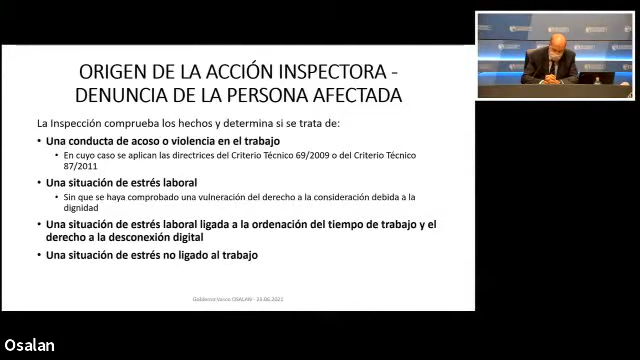 ORIGEN DE LA ACCIÓN INSPECTORA -
DENUNCIA DE LA PERSONA AFECTADA
La Inspección comprueba los hechos y determina si se trata de:
• Una conducta de acoso o violencia en el trabajo
• En cuyo caso se aplican las directrices del Criterio Técnico 69/2009 o del Criterio Técnico
87/2011
• Una situación de estrés laboral
• Sin que se haya comprobado una vulneración del derecho a la consideración debida a la
dignidad
• Una situación de estrés laboral ligada a la ordenación del tiempo de trabajo y el
derecho a la desconexión digital
• Una situación de estrés no ligado al trabajo
Gobierno Vasco OSALAN - 23.06.2021
Osalan